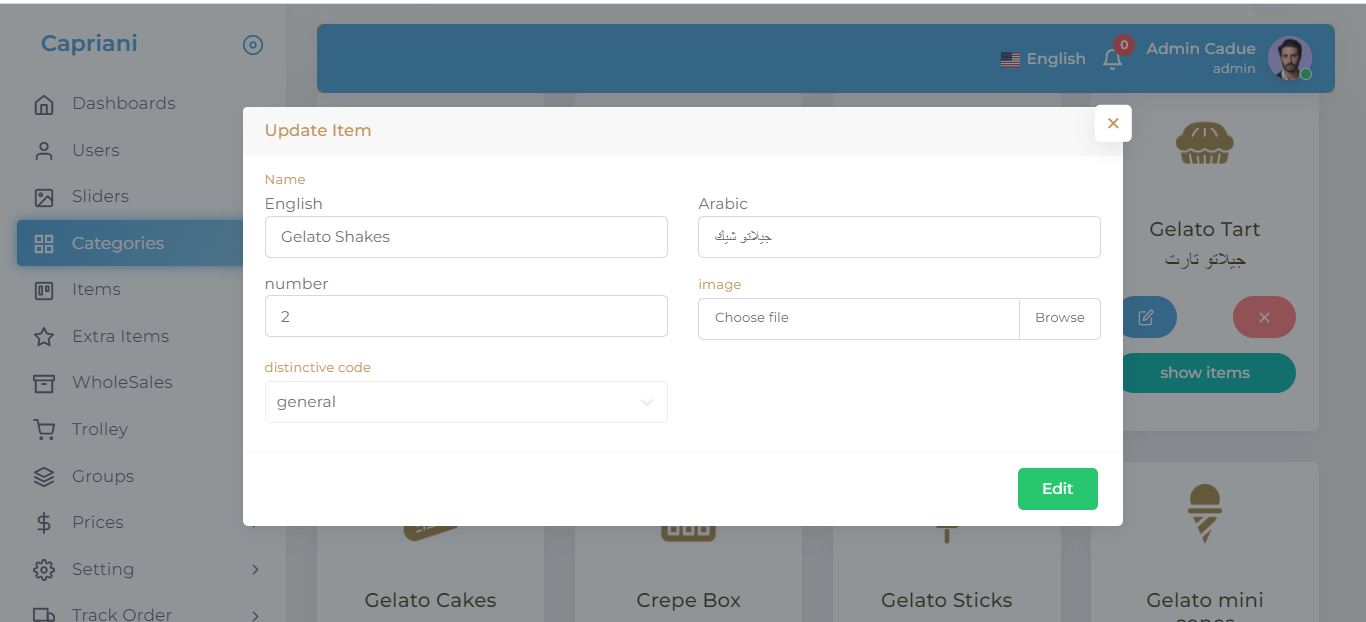 Capriani
English
0
Admin Cadue
admin
Dashboards
Users
Sliders
Categories
Items
Extra Items
WholeSales
Trolley
Groups
Prices
Setting
Track Order
Update Item
Name
English
Arabic
Gelato Shakes
جيلاتو شيك
number
image
2
Choose file
Browse
distinctive code
general
Edit
Gelato Tart
جيلاتو تارت
show items
Gelato Cakes
Crepe Box
Gelato Sticks
Gelato mini
cones